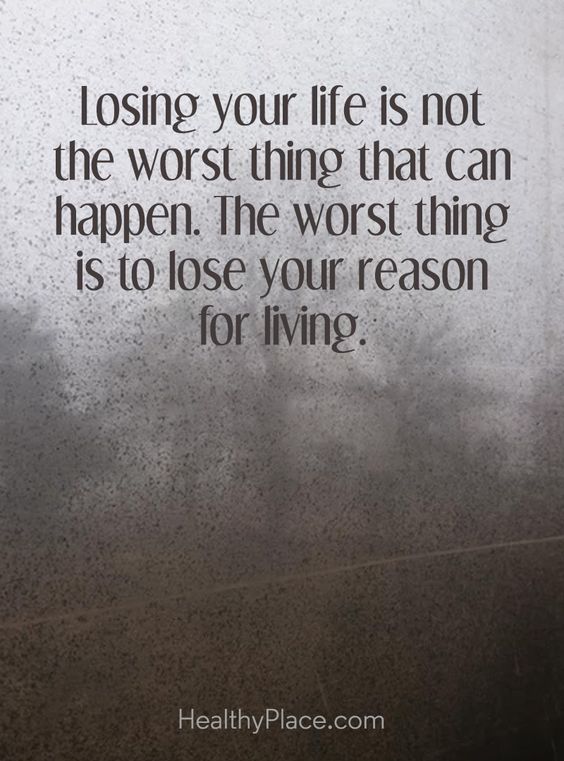 Losing your life is not
the worst thing that can
happen. The worst thing
is to lose your reason
for living.
HealthyPlace.com